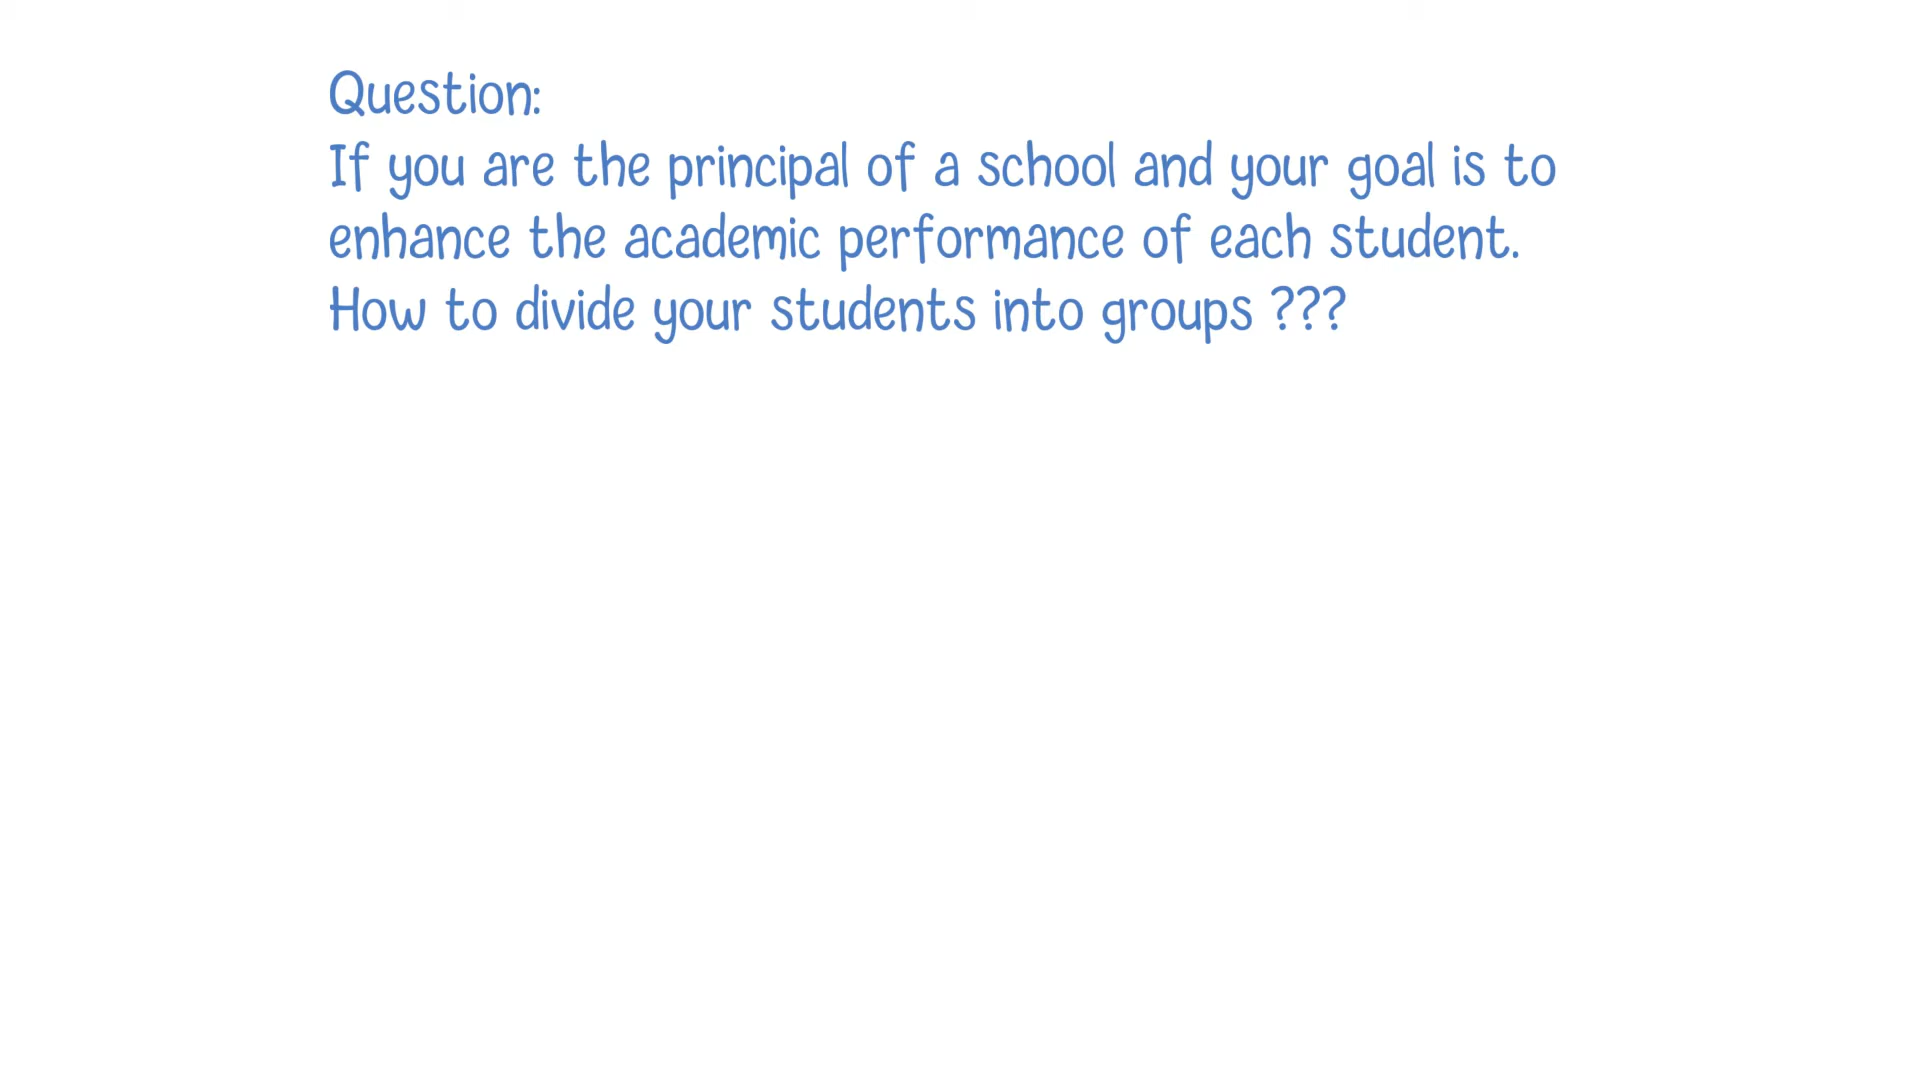 Question:
If you are the principal of a school and your goal is to
enhance the academic performance of each student.
How to divide your students into groups ???